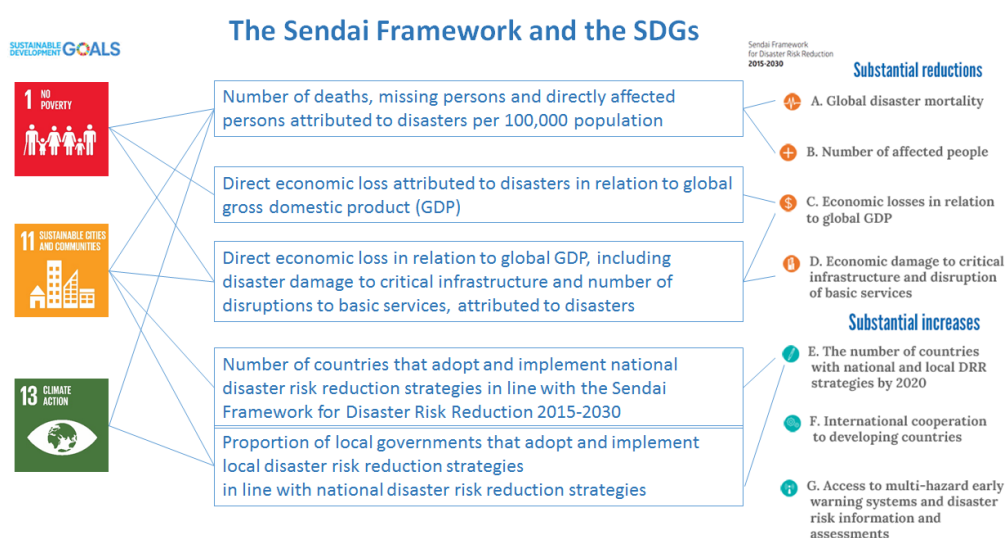 The Sendai Framework and the SDGs
SUSTAINABLE
DEVELOPMENT
GOALS
Sendai Framework
for Disaster Risk Reduction
2015-2030
1 NO
POVERTY
11 SUSTAINABLE CITIES
AND COMMUNITIES
13 CLIMATE
ACTION
Number of deaths, missing persons and directly affected
persons attributed to disasters per 100,000 population
Direct economic loss attributed to disasters in relation to global
gross domestic product (GDP)
Direct economic loss in relation to global GDP, including
disaster damage to critical infrastructure and number of
disruptions to basic services, attributed to disasters
Number of countries that adopt and implement national
disaster risk reduction strategies in line with the Sendai
Framework for Disaster Risk Reduction 2015-2030
Proportion of local governments that adopt and implement
local disaster risk reduction strategies
in line with national disaster risk reduction strategies
Substantial reductions
A. Global disaster mortality
B. Number of affected people
$
C. Economic losses in relation
to global GDP
D. Economic damage to critical
infrastructure and disruption
of basic services
Substantial increases
E. The number of countries
with national and local DRR
strategies by 2020
F. International cooperation
to developing countries
G. Access to multi-hazard early
warning systems and disaster
risk information and
assessments